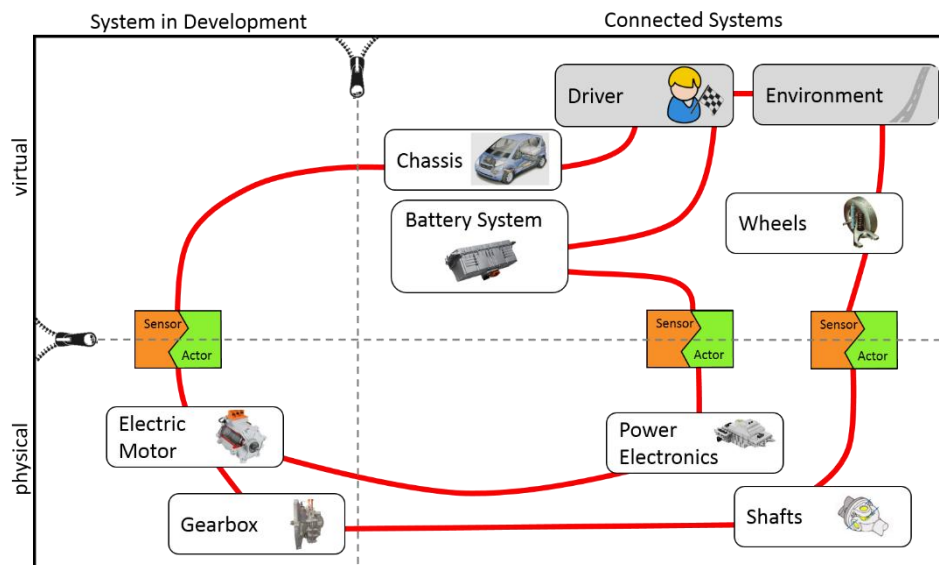 System in Development
Connected Systems
virtual
Driver
Environment
Chassis
Battery System
Wheels
Sensor
Actor
Sensor
Actor
Sensor
Actor
physical
Electric
Motor
Power
Electronics
Gearbox
Shafts